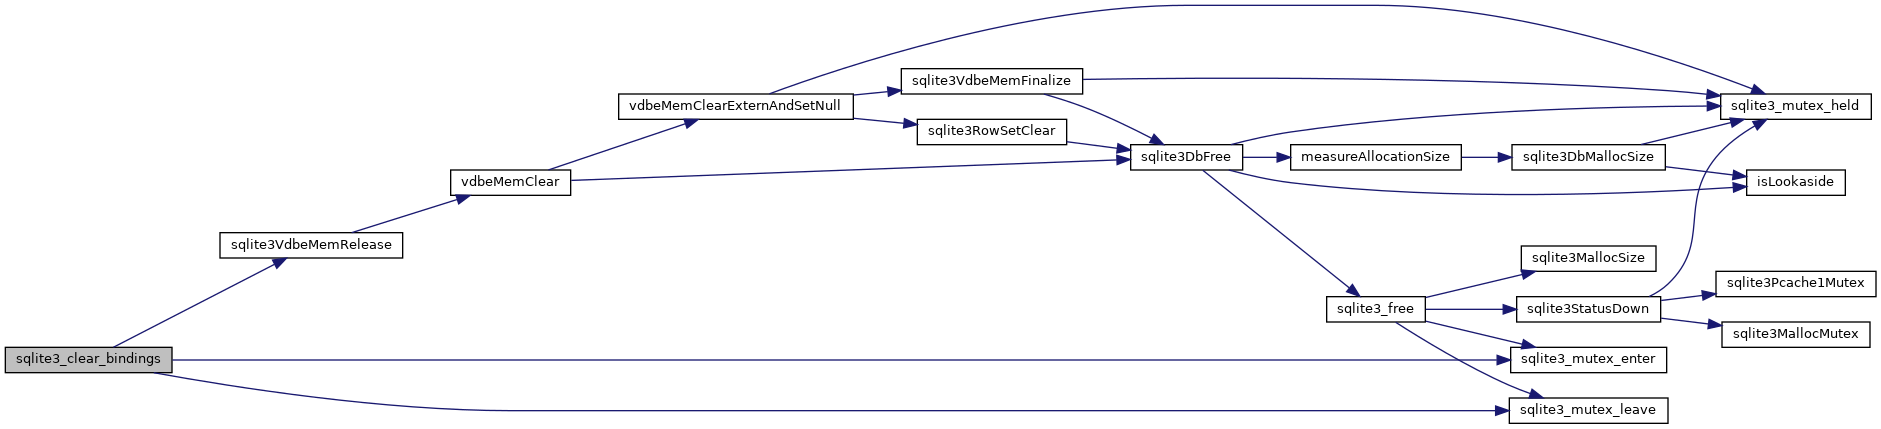 sqlite3_clear_bindings
sqlite3VdbeMemRelease
vdbeMemClear
vdbeMemClearExternAndSetNull
sqlite3VdbeMemFinalize
sqlite3RowSetClear
sqlite3DbFree
measureAllocationSize
sqlite3DbMallocSize
sqlite3_mutex_held
isLookaside
sqlite3_free
sqlite3MallocSize
sqlite3StatusDown
sqlite3Pcache1Mutex
sqlite3MallocMutex
sqlite3_mutex_enter
sqlite3_mutex_leave